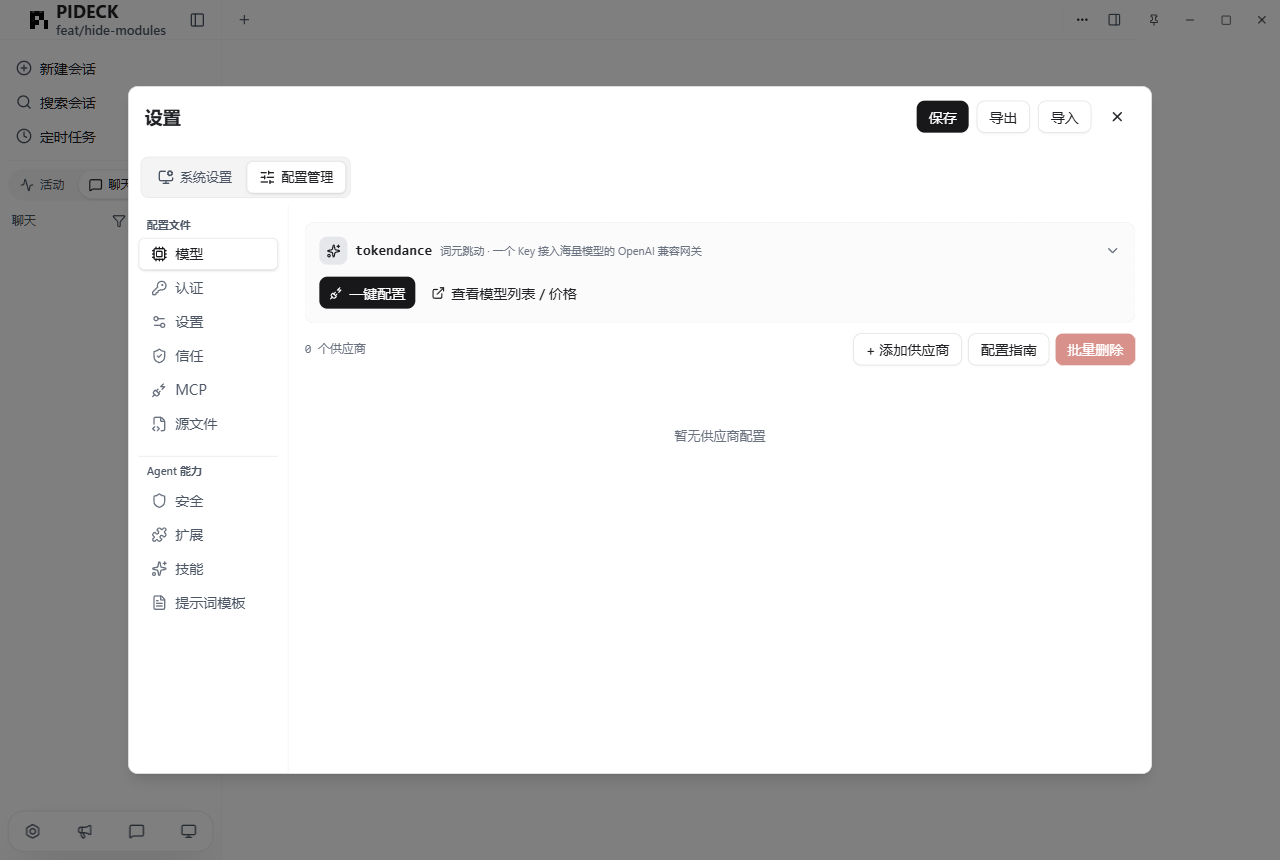 PIDECK
feat/hide-modules
新建会话
搜索会话
定时任务
活动
聊天
聊天
设置
保存
导出
导入
系统设置
配置管理
配置文件
模型
认证
设置
信任
MCP
源文件
Agent 能力
安全
扩展
技能
提示词模板
tokendance 词元跳动 · 一个 Key 接入海量模型的 OpenAI 兼容网关
一键配置
查看模型列表 / 价格
0 个供应商
+ 添加供应商
配置指南
批量删除
暂无供应商配置